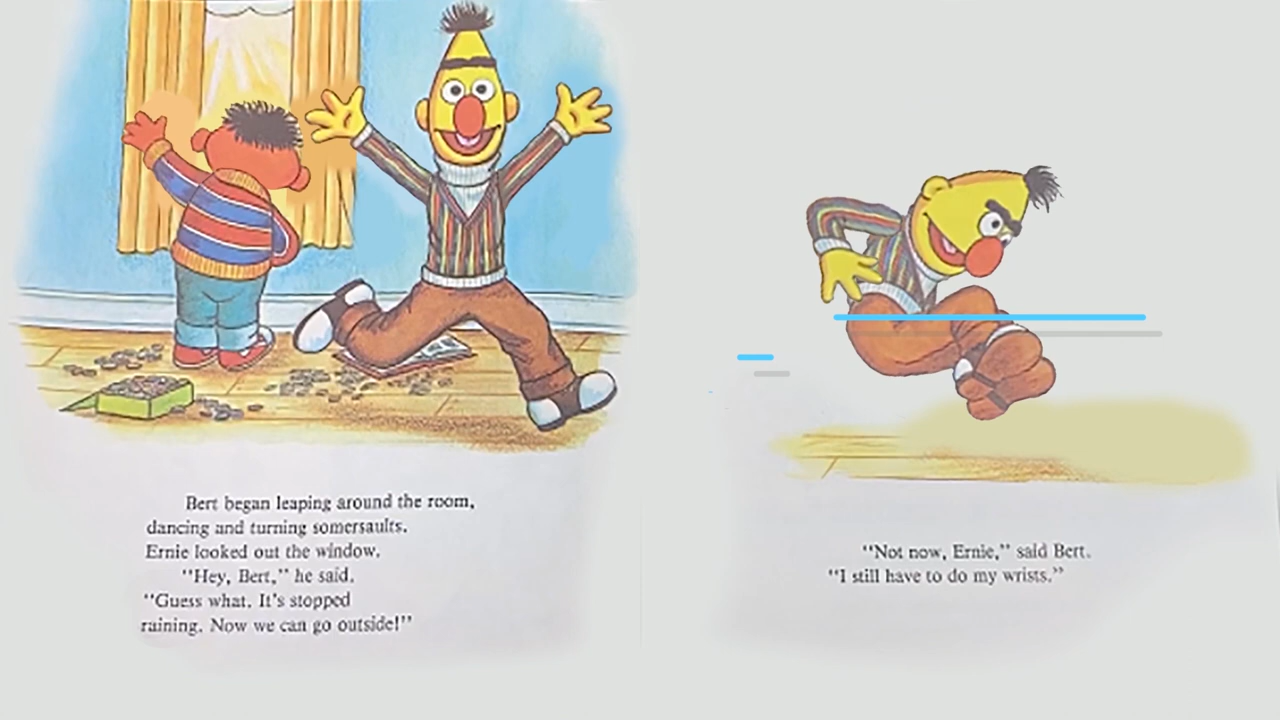 Bert began leaping around the room,
dancing and turning somersaults.
Ernie looked out the window.
"Hey, Bert," he said.
"Guess what. It's stopped
raining. Now we can go outside!"
"Not now, Ernie," said Bert.
"I still have to do my wrists."